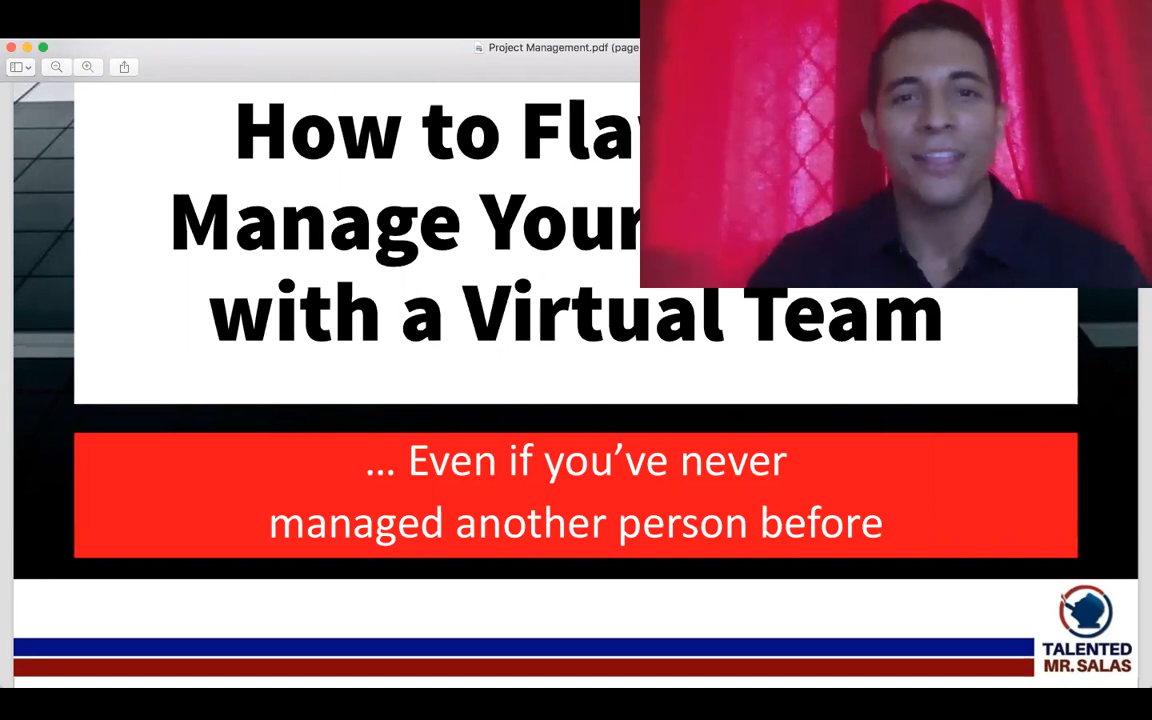 Project Management.pdf (page
How to Fla
Manage Your
with a Virtual Team
... Even if you've never
managed another person before
TALENTED
MR. SALAS